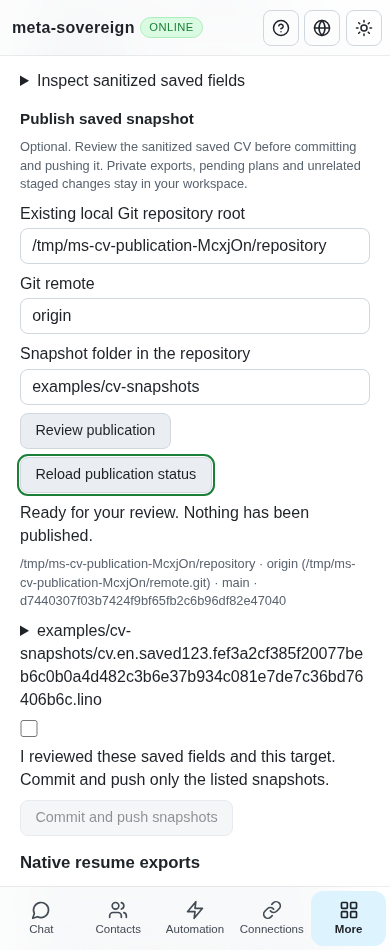 meta-sovereign ONLINE
Inspect sanitized saved fields
Publish saved snapshot
Optional. Review the sanitized saved CV before committing
and pushing it. Private exports, pending plans and unrelated
staged changes stay in your workspace.
Existing local Git repository root
/tmp/ms-cv-publication-McxjOn/repository
Git remote
origin
Snapshot folder in the repository
examples/cv-snapshots
Review publication
Reload publication status
Ready for your review. Nothing has been
published.
/tmp/ms-cv-publication-McxjOn/repository · origin (/tmp/ms-
cv-publication-McxjOn/remote.git) · main ·
d7440307f03b7424f9bf65fb2c6b96df82e47040
examples/cv-
snapshots/cv.en.saved123.fef3a2cf385f20077be
b6c0b0a4d482c3b6e37b934c081e7de7c36bd76
406b6c.lino
I reviewed these saved fields and this target.
Commit and push only the listed snapshots.
Commit and push snapshots
Native resume exports
Chat Contacts Automation Connections More